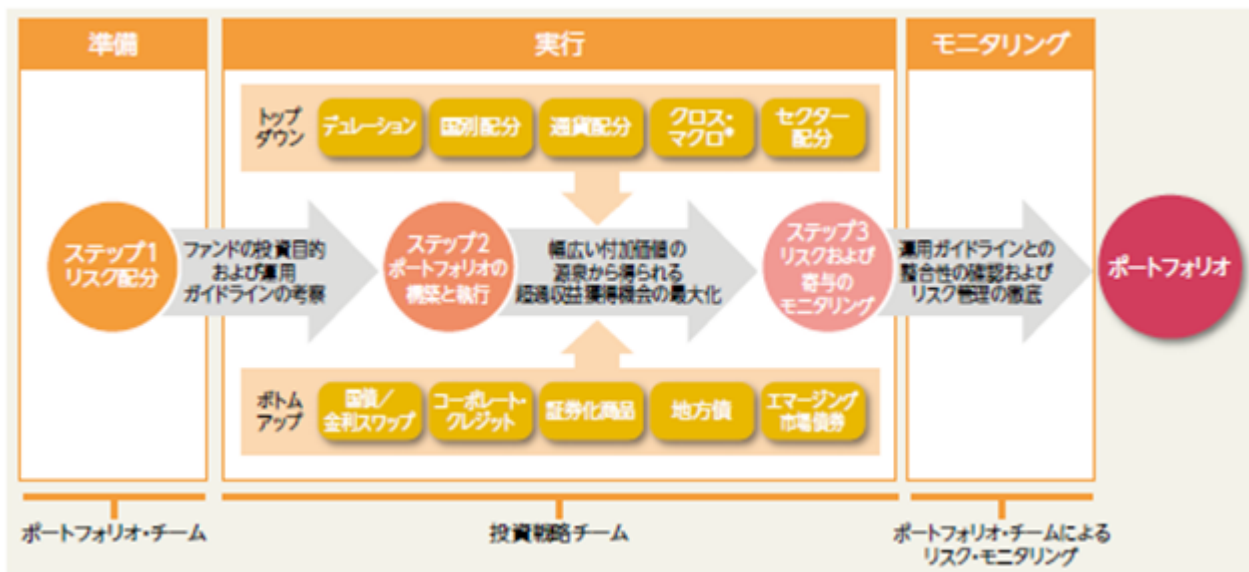 準備
実行
モニタリング
トップ
ダウン
デュレーション
国別配分
通貨配分
クロス・
マクロ*
セクター
配分
ステップ1
リスク配分
ファンドの投資目的
および運用
ガイドラインの考察
ステップ2
ポートフォリオの
構築と執行
幅広い付加価値の
源泉から得られる
超過収益獲得機会の最大化
ステップ3
リスクおよび
寄与の
モニタリング
運用ガイドラインとの
整合性の確認および
リスク管理の徹底
ポートフォリオ
ボトム
アップ
国債/
金利スワップ
コーポレート・
クレジット
証券化商品
地方債
エマージング
市場債券
ポートフォリオ・チーム
投資戦略チーム
ポートフォリオ・チームによる
リスク・モニタリング